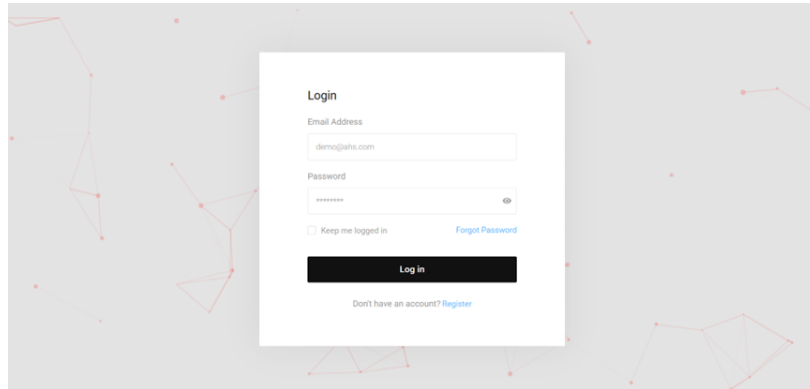 Login
Email Address
demo@ahs.com
Password
********
Keep me logged in Forgot Password
Log in
Don't have an account? Register